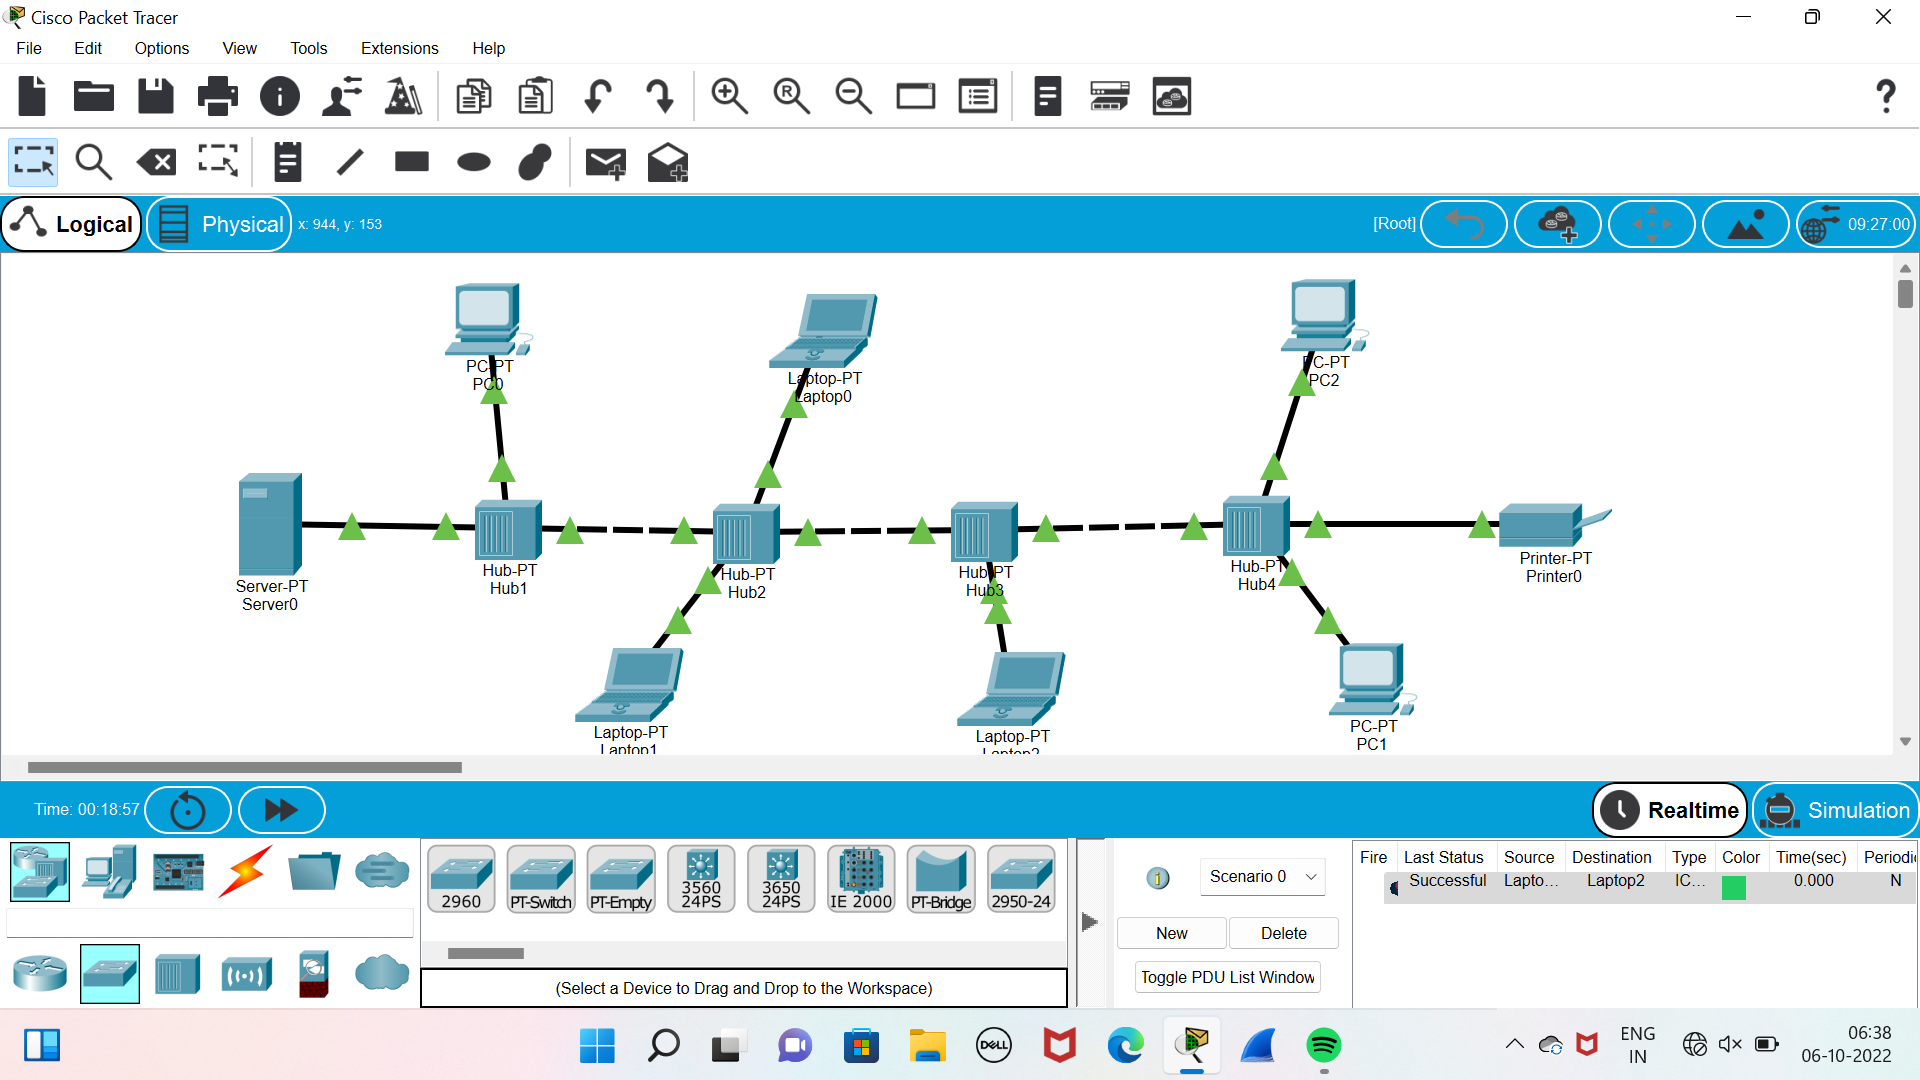 Cisco Packet Tracer
File Edit Options View Tools Extensions Help
Logical Physical x: 944, y: 153 [Root] 09:27:00
PC-PT
PC0
Laptop-PT
Laptop0
PC-PT
PC2
Server-PT
Server0
Hub-PT
Hub1
Hub-PT
Hub2
Hub-PT
Hub3
Hub-PT
Hub4
Printer-PT
Printer0
Laptop-PT
Laptop1
Laptop-PT
Laptop2
PC-PT
PC1
Time: 00:18:57 Realtime Simulation
2960 PT-Switch PT-Empty 3560 24PS 3650 24PS IE 2000 PT-Bridge 2950-24
(Select a Device to Drag and Drop to the Workspace)
Scenario 0
New Delete
Toggle PDU List Window
Fire Last Status Source Destination Type Color Time(sec) Periodi
Successful Lapto... Laptop2 IC... 0.000 N
DELL
ENG
IN
06:38
06-10-2022